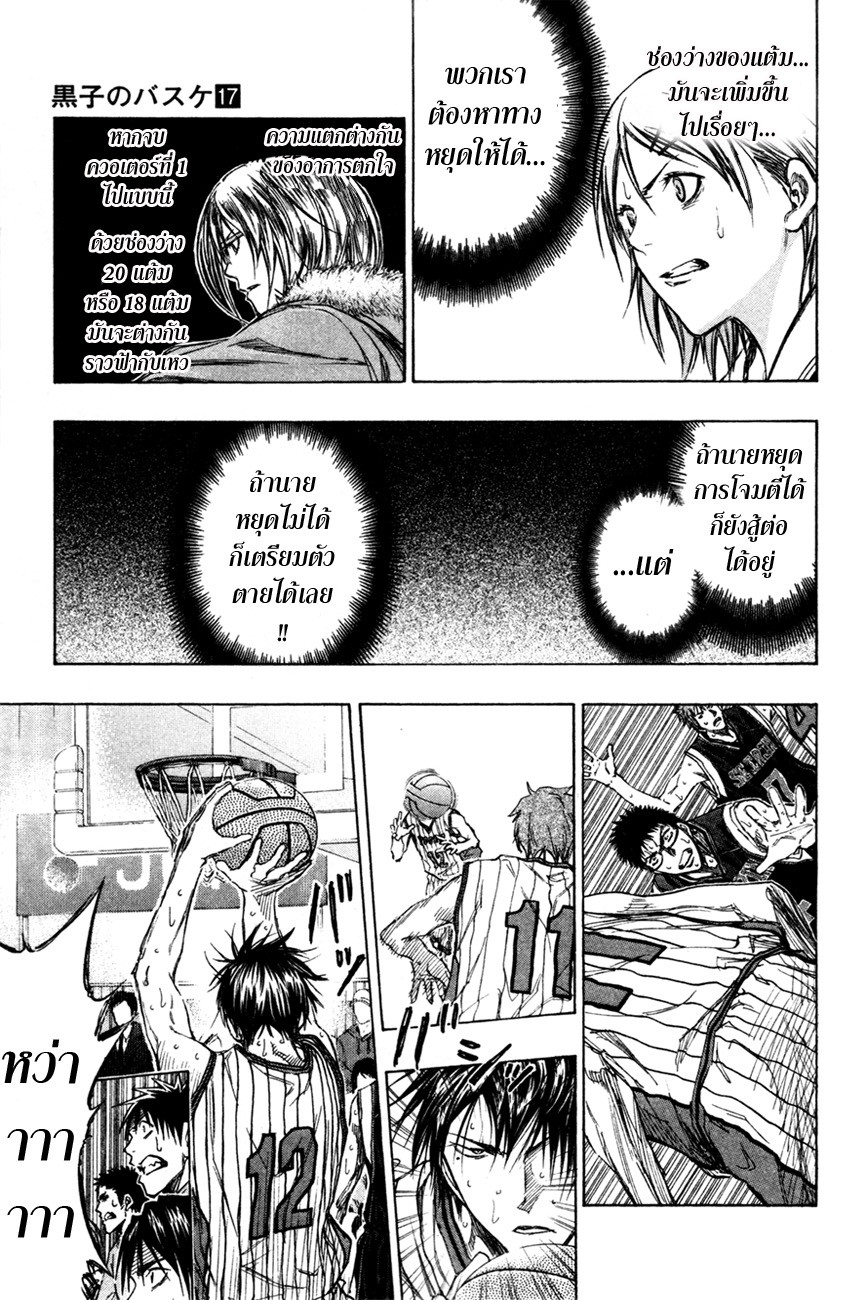 ช่องว่างของแต้ม...
มันจะเพิ่มขึ้น
ไปเรื่อยๆ...
พวกเรา
ต้องหาทาง
หยุดให้ได้...
黒子のバスケ17
ความแตกต่างกัน
ของอาการตกใจ
หากจบ
ควอเตอร์ที่ 1
ไปแบบนี้
ด้วยช่องว่าง
20 แต้ม
หรือ 18 แต้ม
มันจะต่างกัน
ราวฟ้ากับเหว
ถ้านายหยุด
การโจมตีได้
ก็ยังสู้ต่อ
ได้อยู่
...แต่
ถ้านาย
หยุดไม่ได้
ก็เตรียมตัว
ตายได้เลย
!!
11
12
หว่า
าาา
าาา